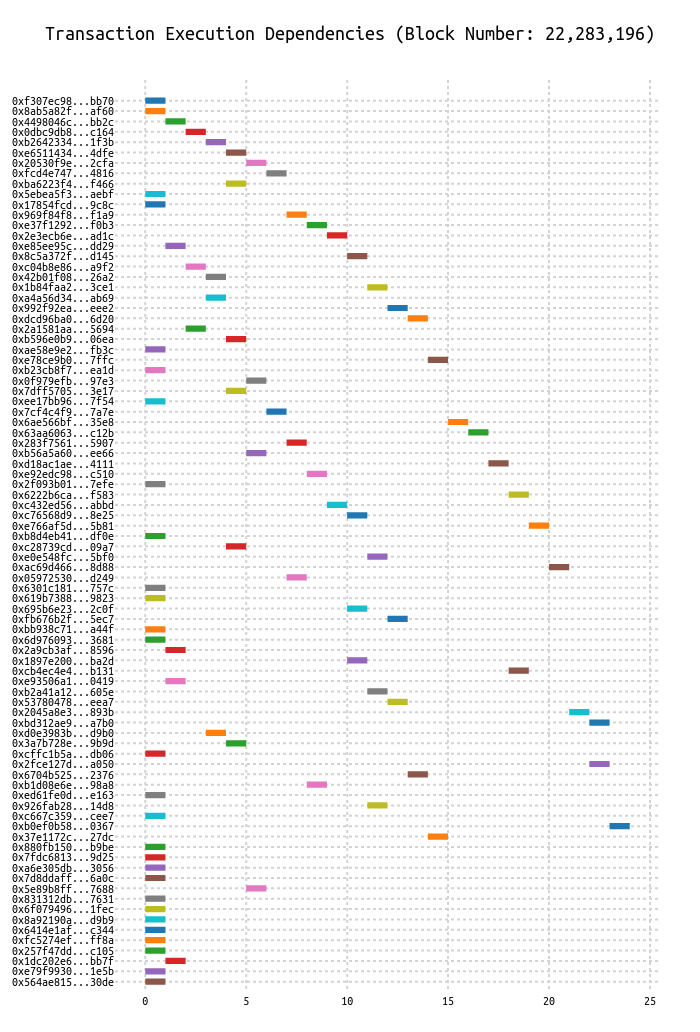 Transaction Execution Dependencies (Block Number: 22,283,196)
0xf307ec98...bb70
0x8ab5a82f...af60
0x4498046c...bb2c
0x0dbc9db8...c164
0xb2642334...1f3b
0xe6511434...4dfe
0x20530f9e...2cfa
0xfcd4e747...4816
0xba6223f4...f466
0x5ebea5f3...aebf
0x17854fcd...9c8c
0x969f84f8...f1a9
0xe37f1292...f0b3
0x2e3ecb6e...ad1c
0xe85ee95c...dd29
0x8c5a372f...d145
0xc04b8e86...a9f2
0x42b01f08...26a2
0x1b84faa2...3ce1
0xa4a56d34...ab69
0x992f92ea...eee2
0xdcd96ba0...6d20
0x2a1581aa...5694
0xb596e0b9...06ea
0xae58e9e2...fb3c
0xe78ce9b0...7ffc
0xb23cb8f7...ea1d
0x0f979efb...97e3
0x7dff5705...3e17
0xee17bb96...7f54
0x7cf4c4f9...7a7e
0x6ae566bf...35e8
0x63aa6063...c12b
0x283f7561...5907
0xb56a5a60...ee66
0xd18ac1ae...4111
0xe92edc98...c510
0x2f093b01...7efe
0x6222b6ca...f583
0xc432ed56...abbd
0xc76568d9...8e25
0xe766af5d...5b81
0xb8d4eb41...df0e
0xc28739cd...09a7
0xe0e548fc...5bf0
0xac69d466...8d88
0x05972530...d249
0x6301c181...757c
0x619b7388...9823
0x695b6e23...2c0f
0xfb676b2f...5ec7
0xbb938c71...a44f
0x6d976093...3681
0x2a9cb3af...8596
0x1897e200...ba2d
0xcb4ec4e4...b131
0xe93506a1...0419
0xb2a41a12...605e
0x53780478...eea7
0x2045a8e3...893b
0xbd312ae9...a7b0
0xd0e3983b...d9b0
0x3a7b728e...9b9d
0xcffc1b5a...db06
0x2fce127d...a050
0x6704b525...2376
0xb1d08e6e...98a8
0xed61fe0d...e163
0x926fab28...14d8
0xc667c359...cee7
0xb0ef0b58...0367
0x37e1172c...27dc
0x880fb150...b9be
0x7fdc6813...9d25
0xa6e305db...3056
0x7d8ddaff...6a0c
0x5e89b8ff...7688
0x831312db...7631
0x6f079496...1fec
0x8a92190a...d9b9
0x6414e1af...c344
0xfc5274ef...ff8a
0x257f47dd...c105
0x1dc202e6...bb7f
0xe79f9930...1e5b
0x564ae815...30de
0 5 10 15 20 25